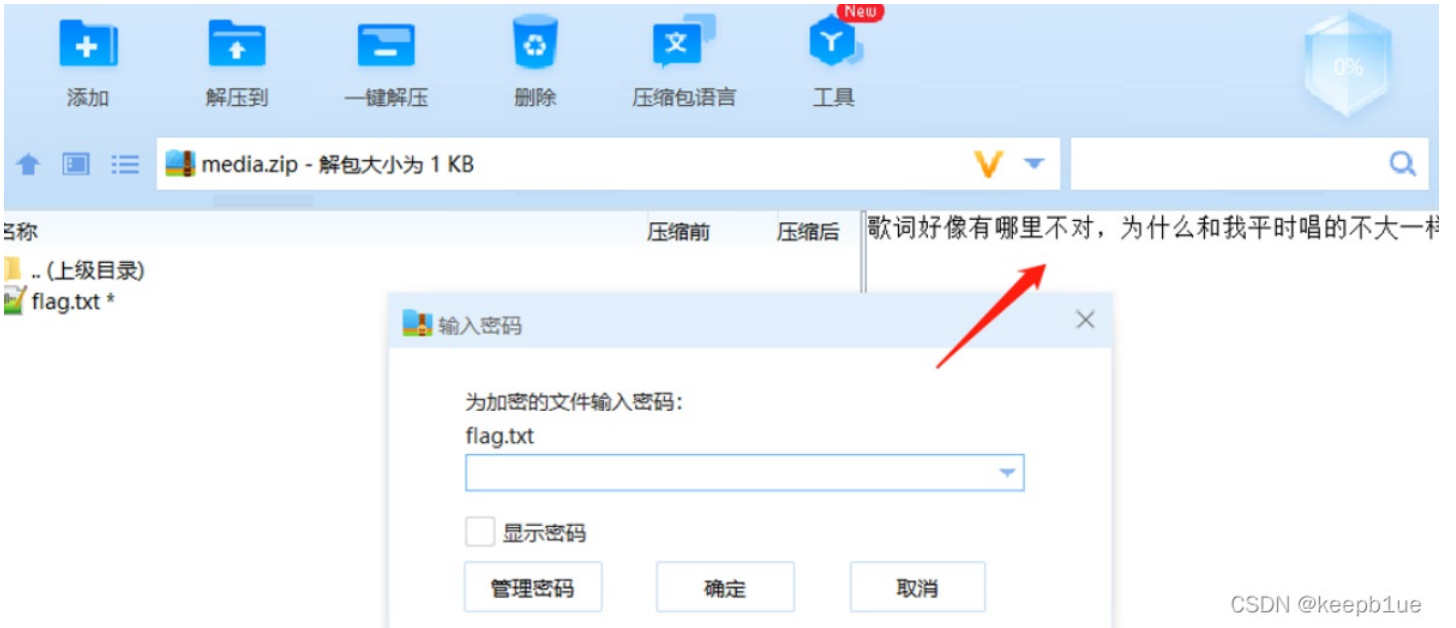 New
添加 解压到 一键解压 删除 压缩包语言 工具 0%
media.zip - 解包大小为 1 KB
名称 压缩前 压缩后 歌词好像有哪里不对，为什么和我平时唱的不大一样
.. (上级目录)
flag.txt *
输入密码
为加密的文件输入密码：
flag.txt
显示密码
管理密码 确定 取消
CSDN @keepb1ue